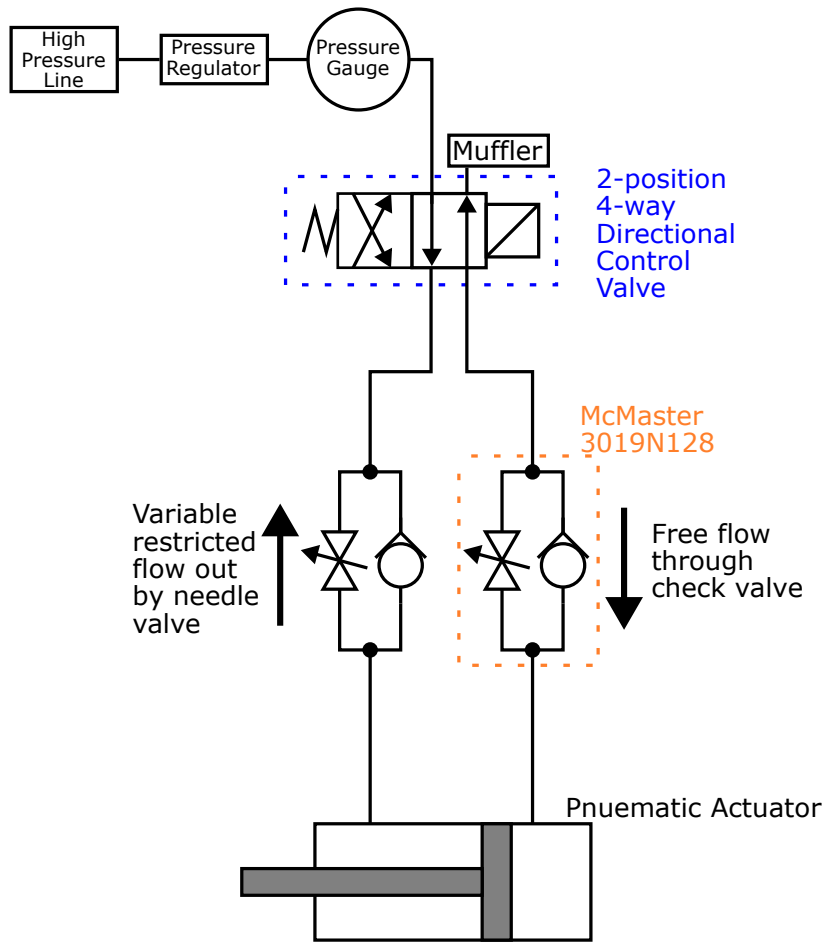 High
Pressure
Line
Pressure
Regulator
Pressure
Gauge
Muffler
2-position
4-way
Directional
Control
Valve
McMaster
3019N128
Variable
restricted
flow out
by needle
valve
Free flow
through
check valve
Pnuematic Actuator